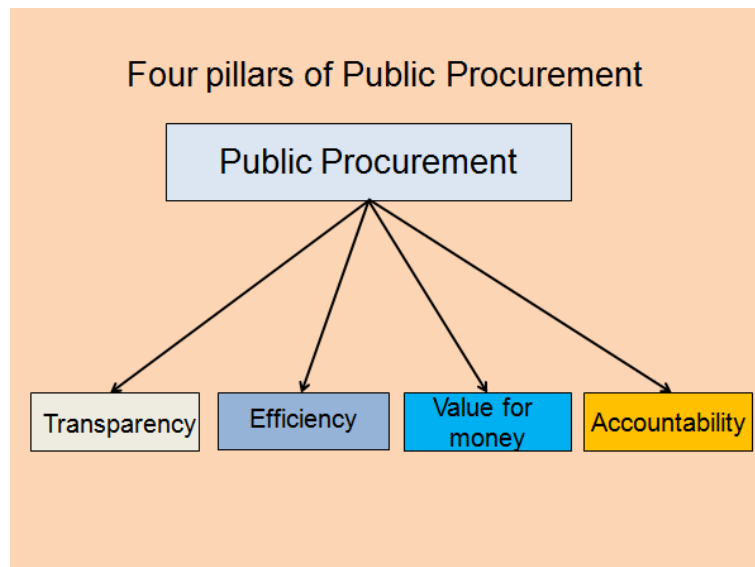 Four pillars of Public Procurement
Public Procurement
Transparency
Efficiency
Value for
money
Accountability